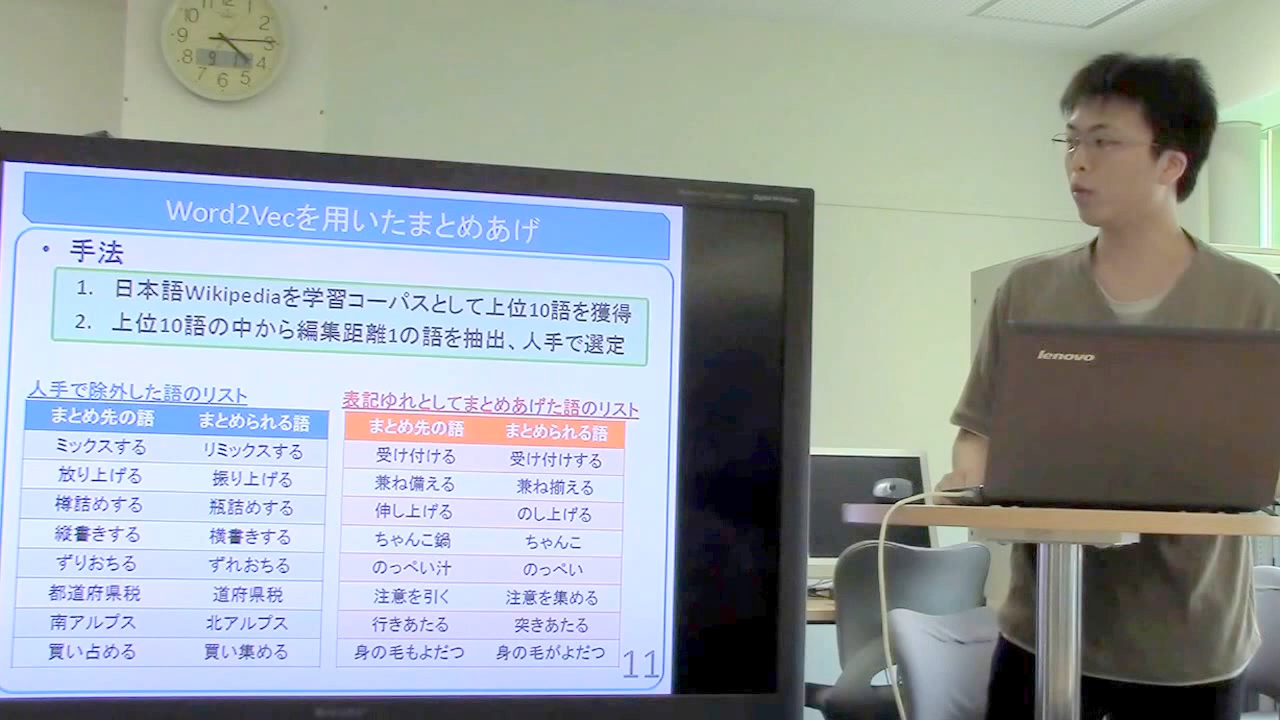 12
10
2
9
3
8
4
7
6
5
Word2Vecを用いたまとめあげ
• 手法
1. 日本語Wikipediaを学習コーパスとして上位10語を獲得
2. 上位10語の中から編集距離1の語を抽出、人手で選定
人手で除外した語のリスト
まとめ先の語 まとめられる語
ミックスする リミックスする
放り上げる 振り上げる
樽詰めする 瓶詰めする
縦書きする 横書きする
ずりおちる ずれおちる
都道府県税 道府県税
南アルプス 北アルプス
買い占める 買い集める
表記ゆれとしてまとめあげた語のリスト
まとめ先の語 まとめられる語
受け付ける 受け付けする
兼ね備える 兼ね揃える
伸し上げる のし上げる
ちゃんこ鍋 ちゃんこ
のっぺい汁 のっぺい
注意を引く 注意を集める
行きあたる 突きあたる
身の毛もよだつ 身の毛がよだつ
11
lenovo